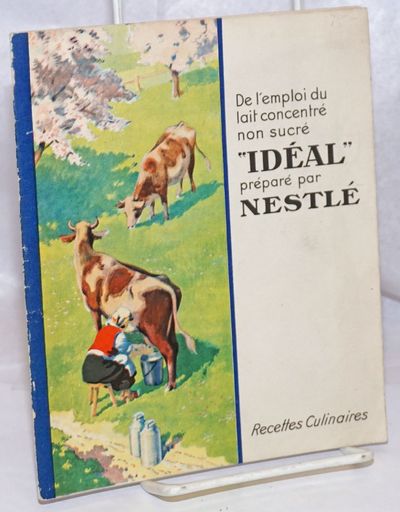 De l'emploi du
lait concentré
non sucré
"IDÉAL"
préparé par
NESTLÉ
Recettes Culinaires